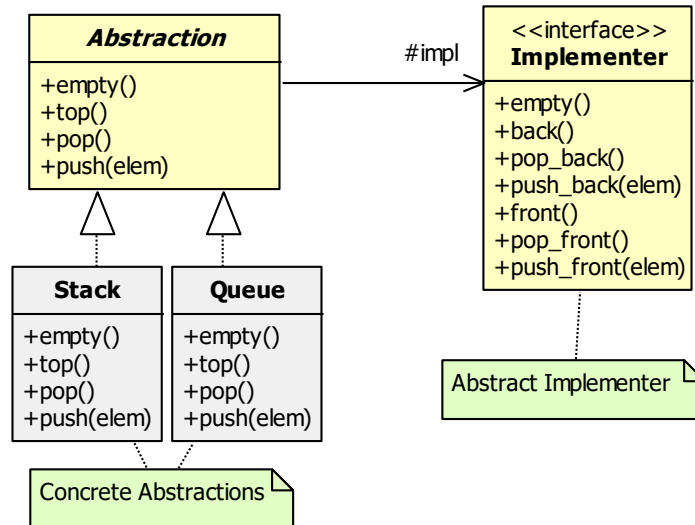 Abstraction
+empty()
+top()
+pop()
+push(elem)
#impl
<<interface>>
Implementer
+empty()
+back()
+pop_back()
+push_back(elem)
+front()
+pop_front()
+push_front(elem)
Stack
+empty()
+top()
+pop()
+push(elem)
Queue
+empty()
+top()
+pop()
+push(elem)
Abstract Implementer
Concrete Abstractions